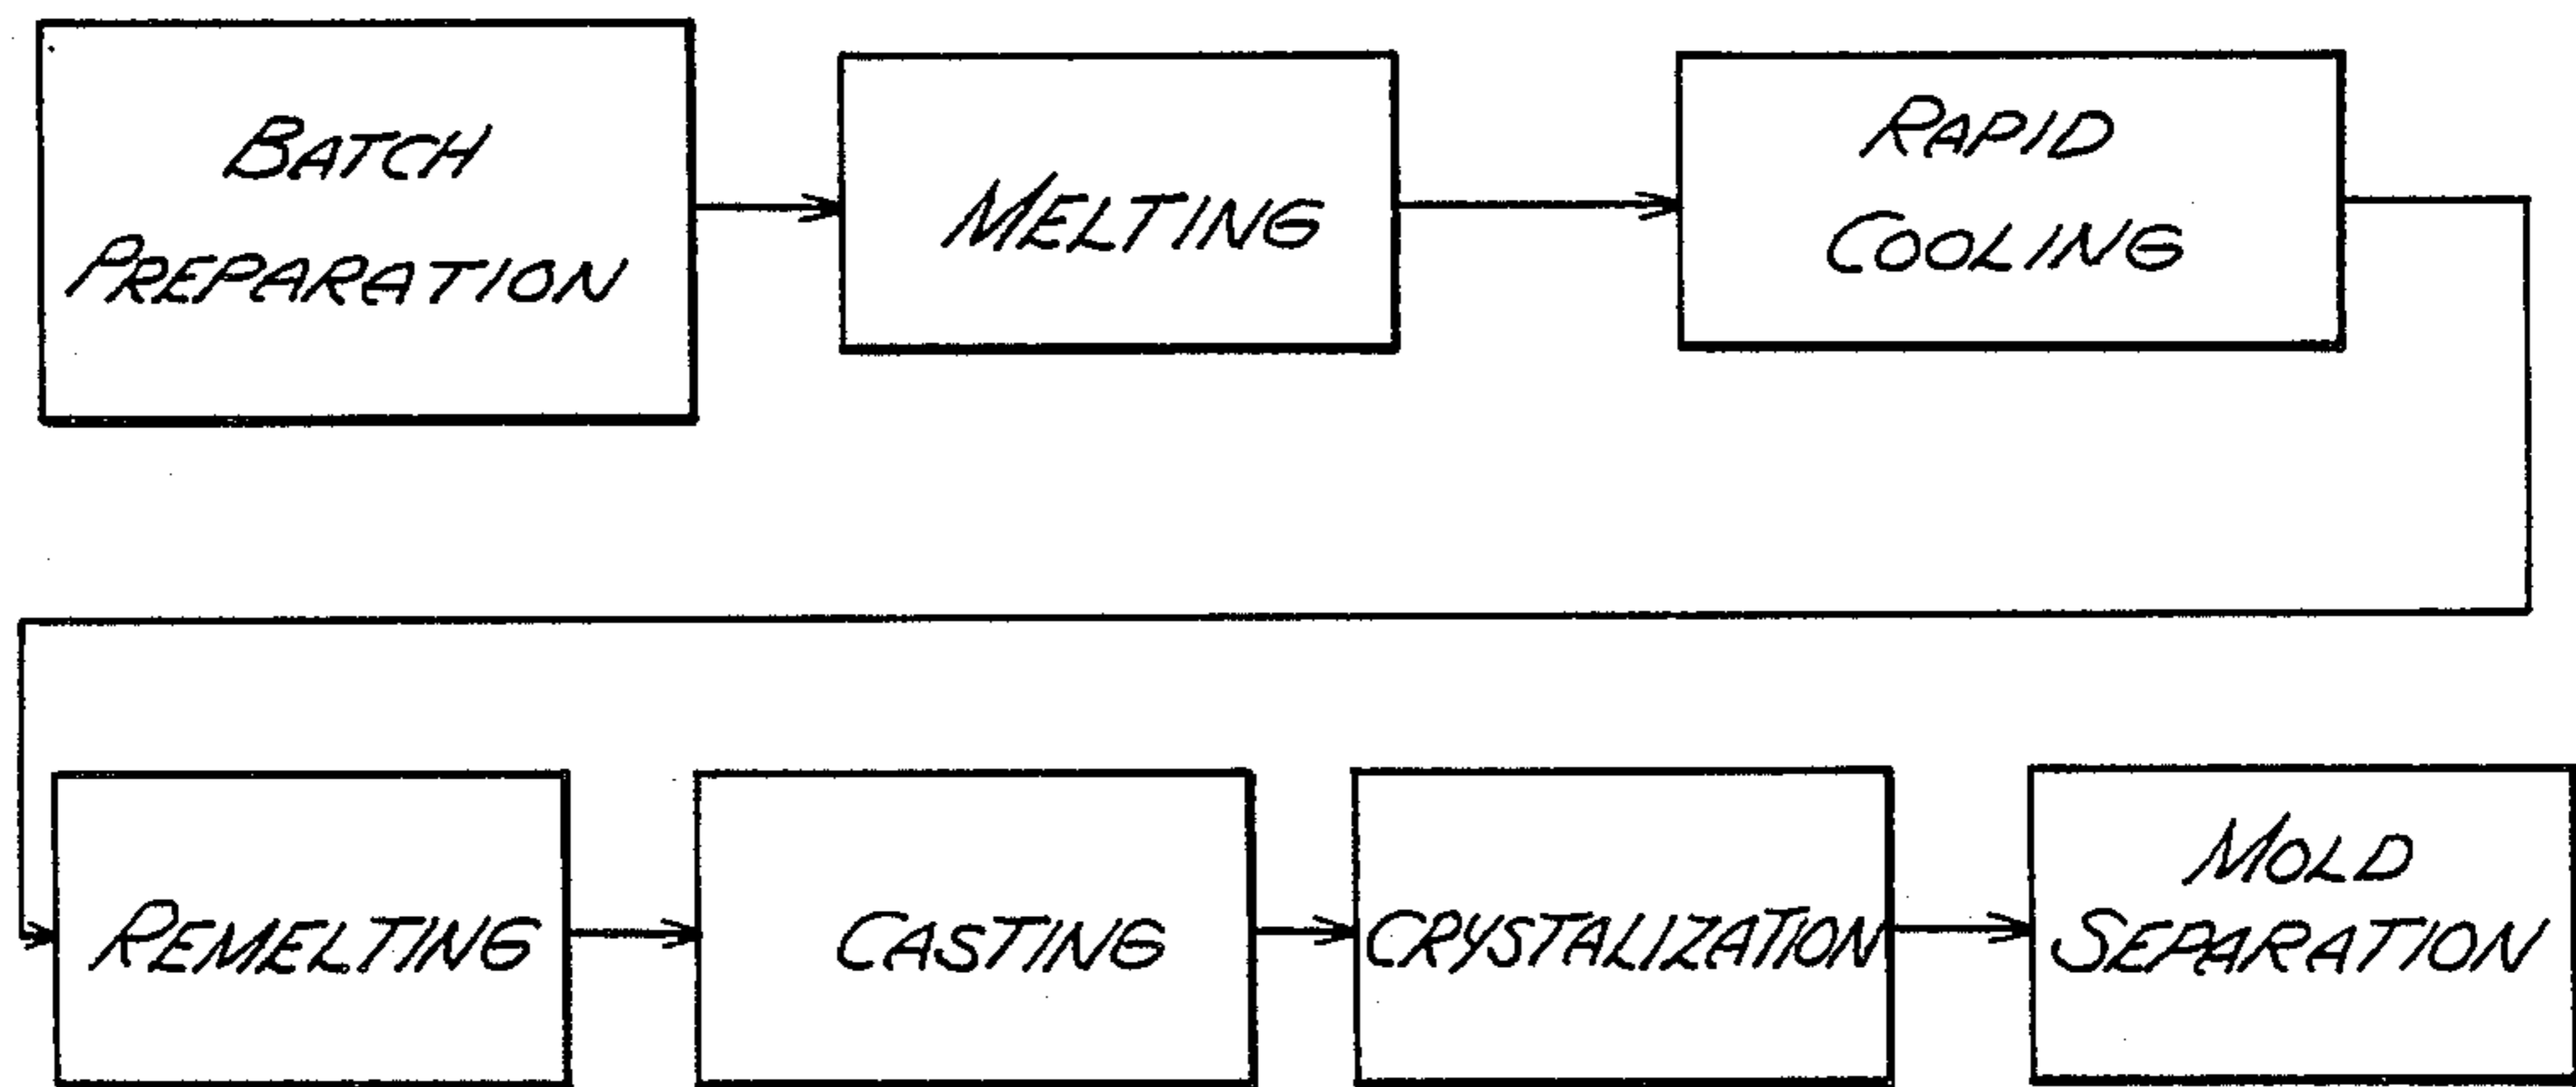 BATCH
PREPARATION
MELTING
RAPID
COOLING
REMELTING
CASTING
CRYSTALIZATION
MOLD
SEPARATION